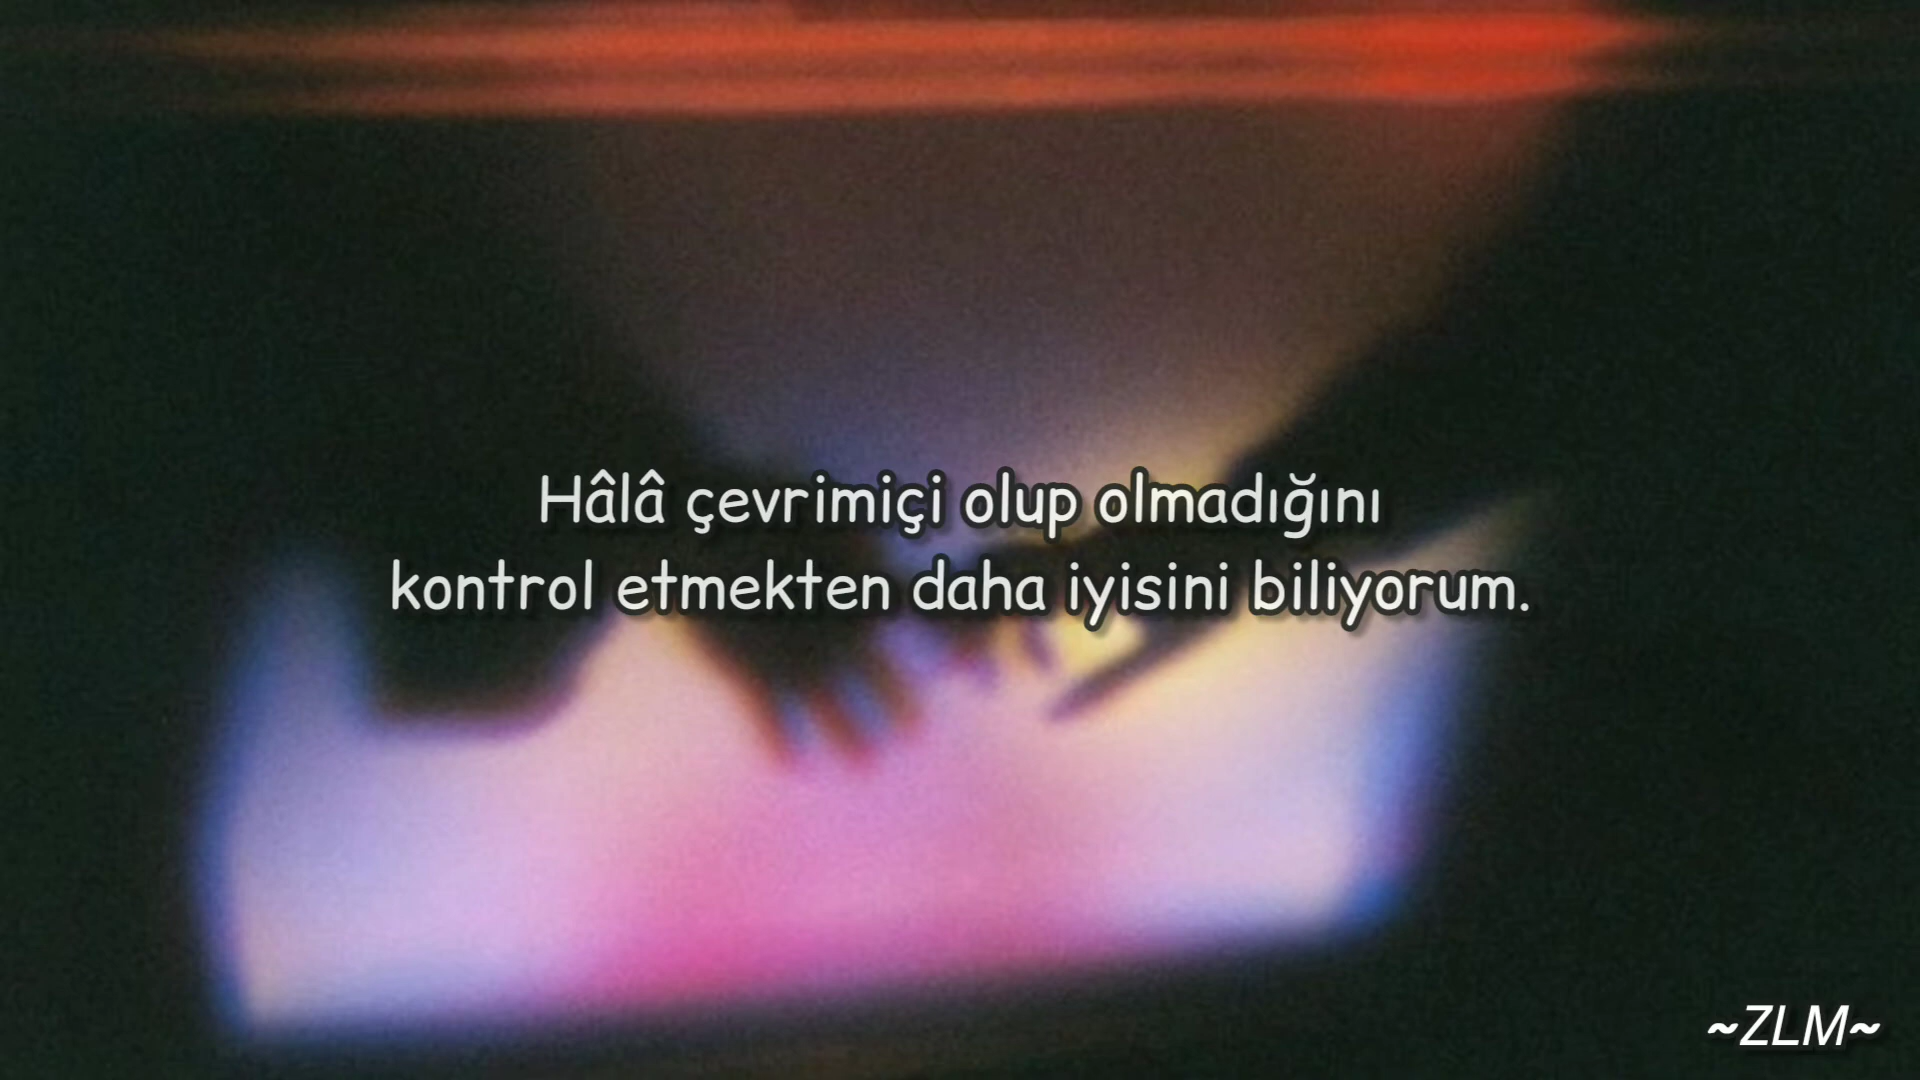 Hâlâ çevrimiçi olup olmadığını
kontrol etmekten daha iyisini biliyorum.
~ZLM~